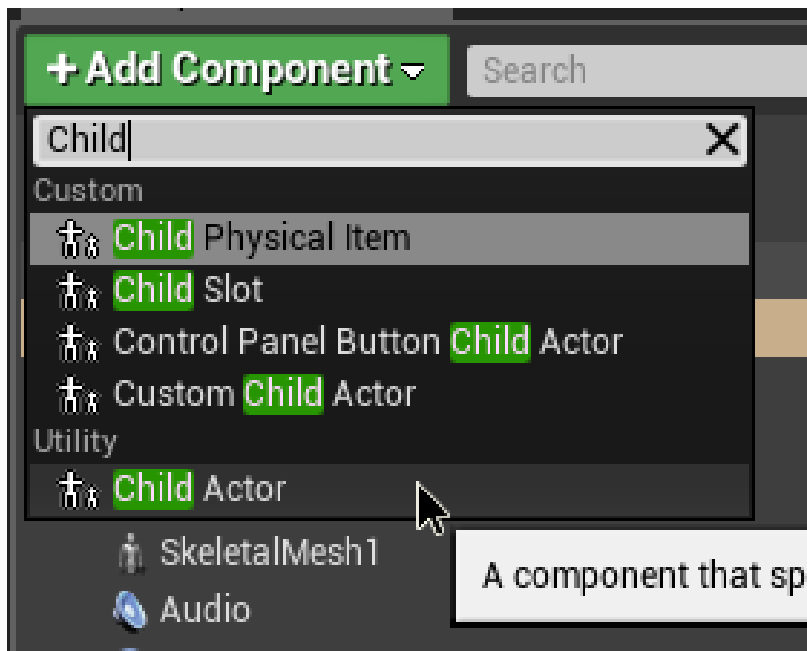 + Add Component
Search
Child
Custom
Child Physical Item
Child Slot
Control Panel Button Child Actor
Custom Child Actor
Utility
Child Actor
SkeletalMesh1
A component that sp
Audio